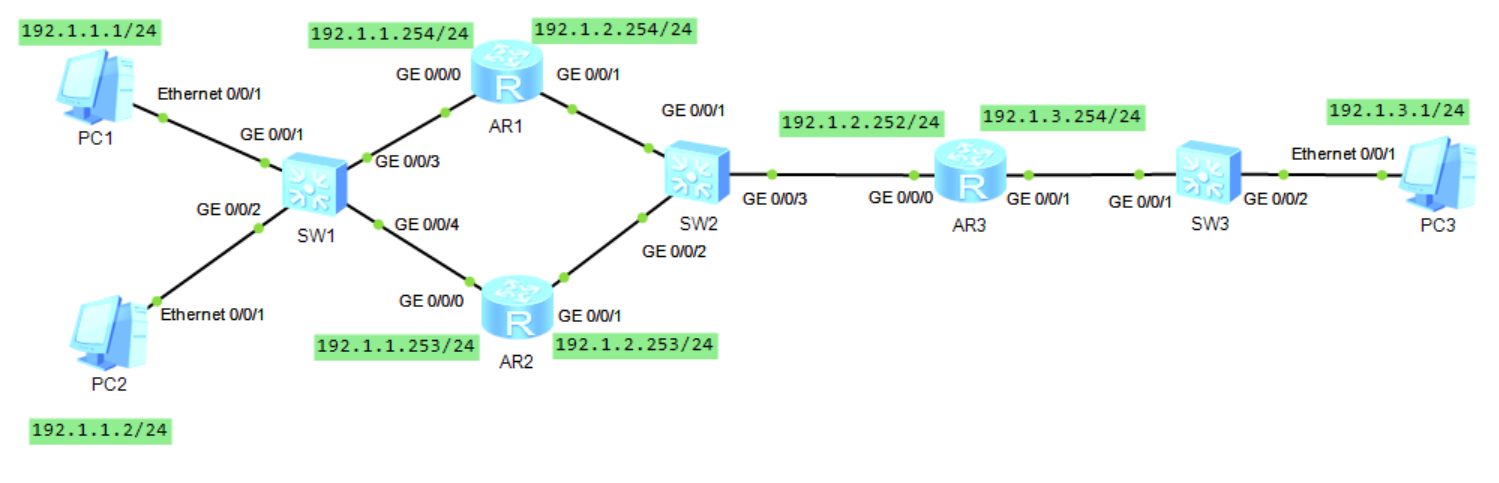 192.1.1.1/24
192.1.1.254/24
192.1.2.254/24
GE 0/0/0
GE 0/0/1
R
AR1
Ethernet 0/0/1
PC1
GE 0/0/1
GE 0/0/3
GE 0/0/2
SW1
GE 0/0/4
GE 0/0/1
192.1.2.252/24
192.1.3.254/24
192.1.3.1/24
Ethernet 0/0/1
GE 0/0/3
SW2
GE 0/0/2
GE 0/0/0
R
GE 0/0/1
AR3
GE 0/0/1
GE 0/0/2
SW3
PC3
GE 0/0/0
R
GE 0/0/1
Ethernet 0/0/1
192.1.1.253/24
192.1.2.253/24
AR2
PC2
192.1.1.2/24